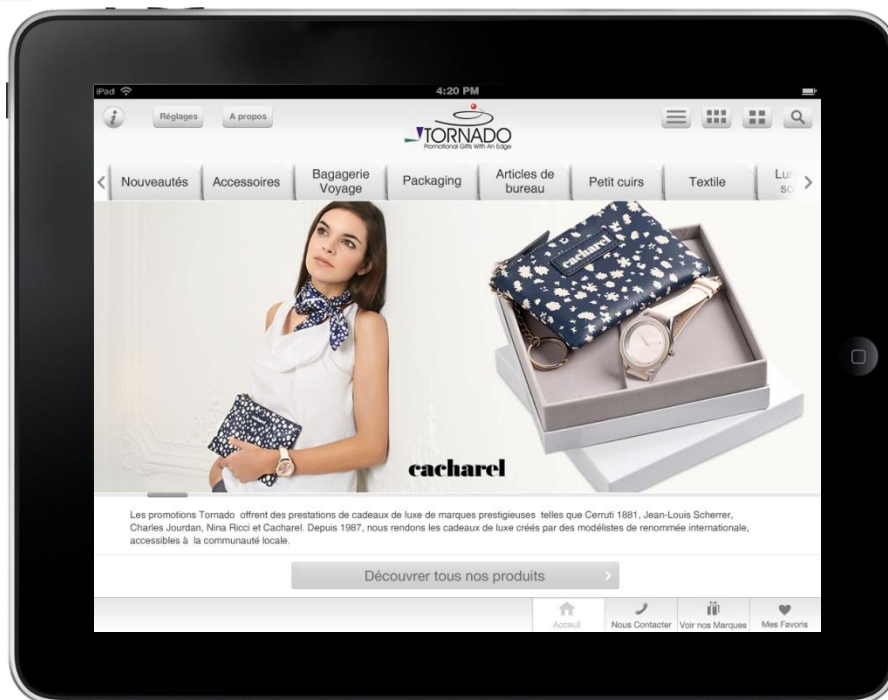 iPad 4:20 PM
i Réglages A propos
TORNADO
Promotional Gifts With An Edge
Nouveautés Accessoires Bagagerie Voyage Packaging Articles de bureau Petit cuirs Textile
cacharel
cacharel
cacharel
Les promotions Tornado offrent des prestations de cadeaux de luxe de marques prestigieuses telles que Cerruti 1881, Jean-Louis Scherrer,
Charles Jourdan, Nina Ricci et Cacharel. Depuis 1987, nous rendons les cadeaux de luxe créés par des modélistes de renommée internationale,
accessibles à la communauté locale.
Découvrer tous nos produits
Acceuil Nous Contacter Voir nos Marques Mes Favoris